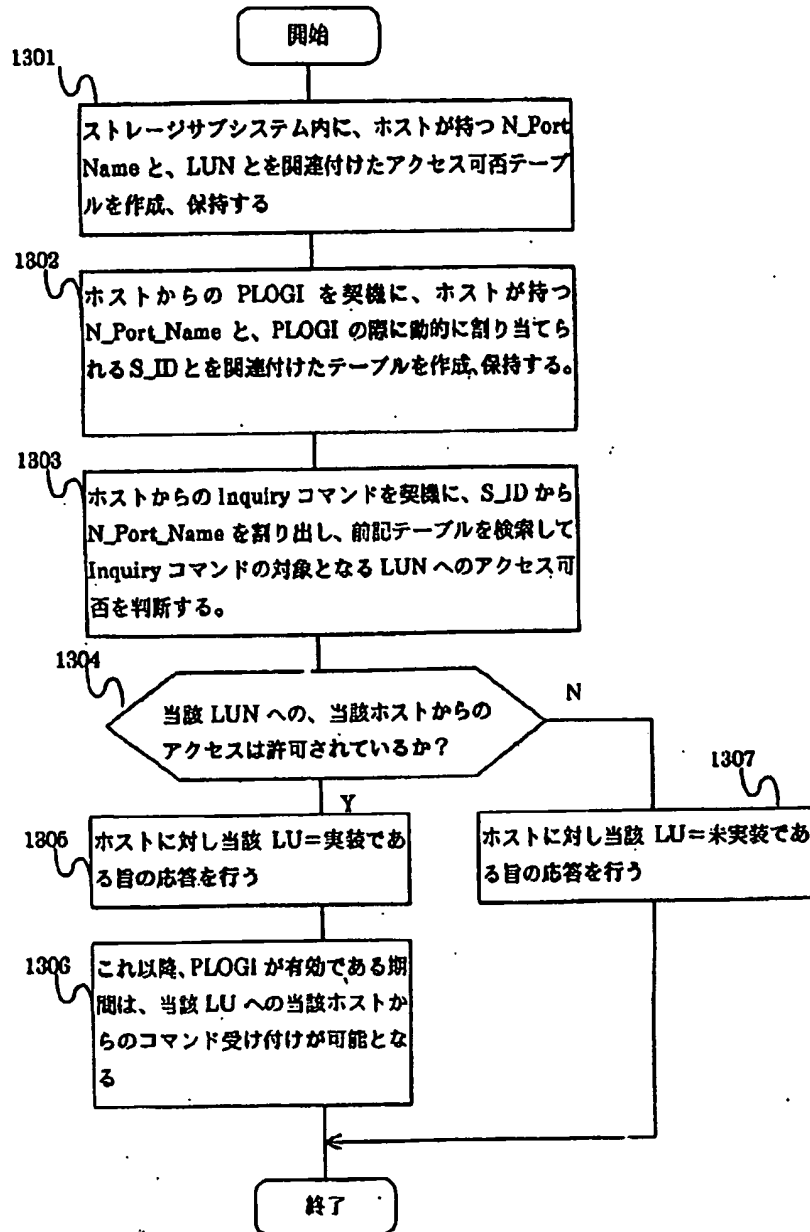 開始
1301
ストレージサブシステム内に、ホストが持つ N_Port
Name と、LUN とを関連付けたアクセス可否テーブ
ルを作成、保持する
1302
ホストからの PLOGI を契機に、ホストが持つ
N_Port_Name と、PLOGI の際に動的に割り当てら
れる S_ID とを関連付けたテーブルを作成、保持する。
1303
ホストからの Inquiry コマンドを契機に、S_ID から
N_Port_Name を割り出し、前記テーブルを検索して
Inquiry コマンドの対象となる LUN へのアクセス可
否を判断する。
1304
当該 LUN への、当該ホストからの
アクセスは許可されているか?
N
Y
1305
ホストに対し当該 LU=実装であ
る旨の応答を行う
1307
ホストに対し当該 LU=未実装であ
る旨の応答を行う
1306
これ以降、PLOGI が有効である期
間は、当該 LU への当該ホストか
らのコマンド受け付けが可能とな
る
終了